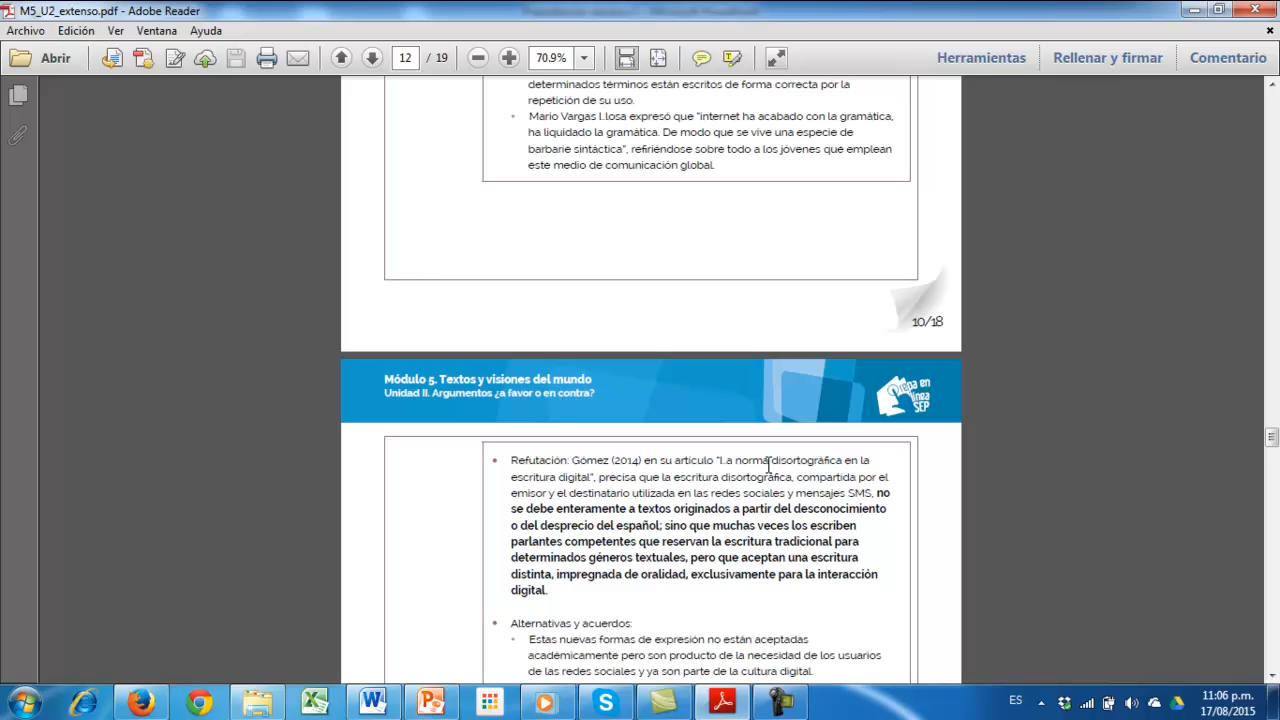 M5_U2_extenso.pdf - Adobe Reader
Archivo Edición Ver Ventana Ayuda
Abrir 12 / 19 70.9% Herramientas Rellenar y firmar Comentario
determinados términos están escritos de forma correcta por la
repetición de su uso.
Mario Vargas Llosa expresó que "internet ha acabado con la gramática,
ha liquidado la gramática. De modo que se vive una especie de
barbarie sintáctica", refiriéndose sobre todo a los jóvenes que emplean
este medio de comunicación global.
10/18
Módulo 5. Textos y visiones del mundo
Unidad II. Argumentos ¿a favor o en contra?
Prepa en
línea
SEP
Refutación: Gómez (2014) en su artículo "La norma disortográfica en la
escritura digital", precisa que la escritura disortográfica, compartida por el
emisor y el destinatario utilizada en las redes sociales y mensajes SMS, no
se debe enteramente a textos originados a partir del desconocimiento
o del desprecio del español; sino que muchas veces los escriben
parlantes competentes que reservan la escritura tradicional para
determinados géneros textuales, pero que aceptan una escritura
distinta, impregnada de oralidad, exclusivamente para la interacción
digital.
Alternativas y acuerdos:
Estas nuevas formas de expresión no están aceptadas
académicamente pero son producto de la necesidad de los usuarios
de las redes sociales y ya son parte de la cultura digital.
ES
11:06 p.m.
17/08/2015